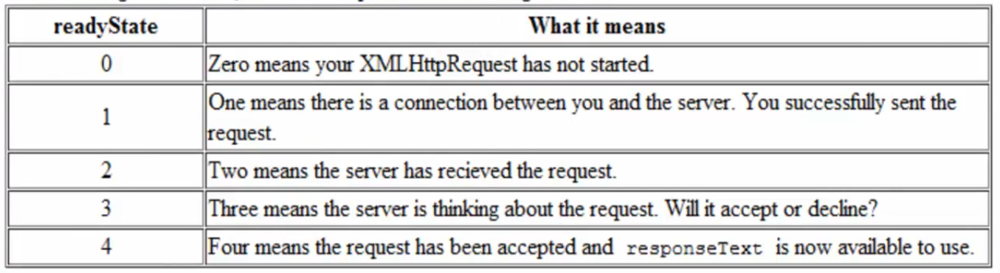 readyState What it means
0 Zero means your XMLHttpRequest has not started.
1 One means there is a connection between you and the server. You successfully sent the
request.
2 Two means the server has recieved the request.
3 Three means the server is thinking about the request. Will it accept or decline?
4 Four means the request has been accepted and responseText is now available to use.